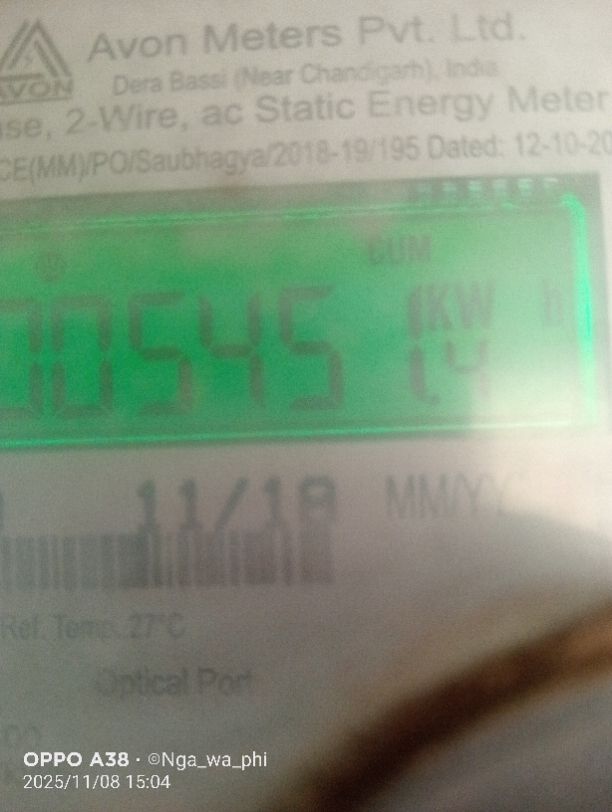 Avon Meters Pvt. Ltd.
AVON
Dera Bassi (Near Chandigarh), India
2-Wire, ac Static Energy Meter
CE(MM)/PO/Saubhagya/2018-19/195 Dated: 12-10-20
CUM
00545 KW h
11/18 MM/YY
Ref. Temp. 27°C
Optical Port
OPPO A38 · ©Nga_wa_phi
2025/11/08 15:04